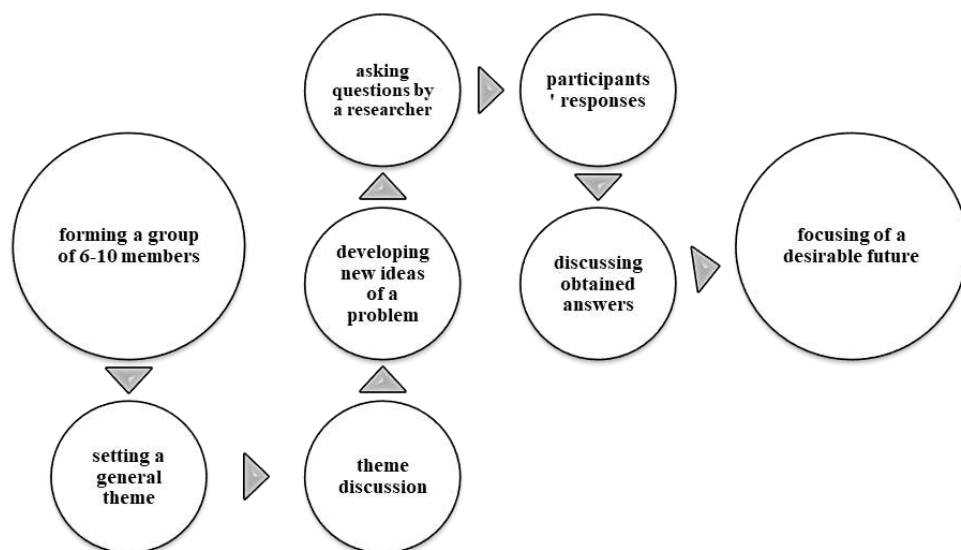 forming a group
of 6-10 members
setting a
general
theme
theme
discussion
developing
new ideas
of a
problem
asking
questions by
a researcher
participants
' responses
discussing
obtained
answers
focusing of a
desirable future